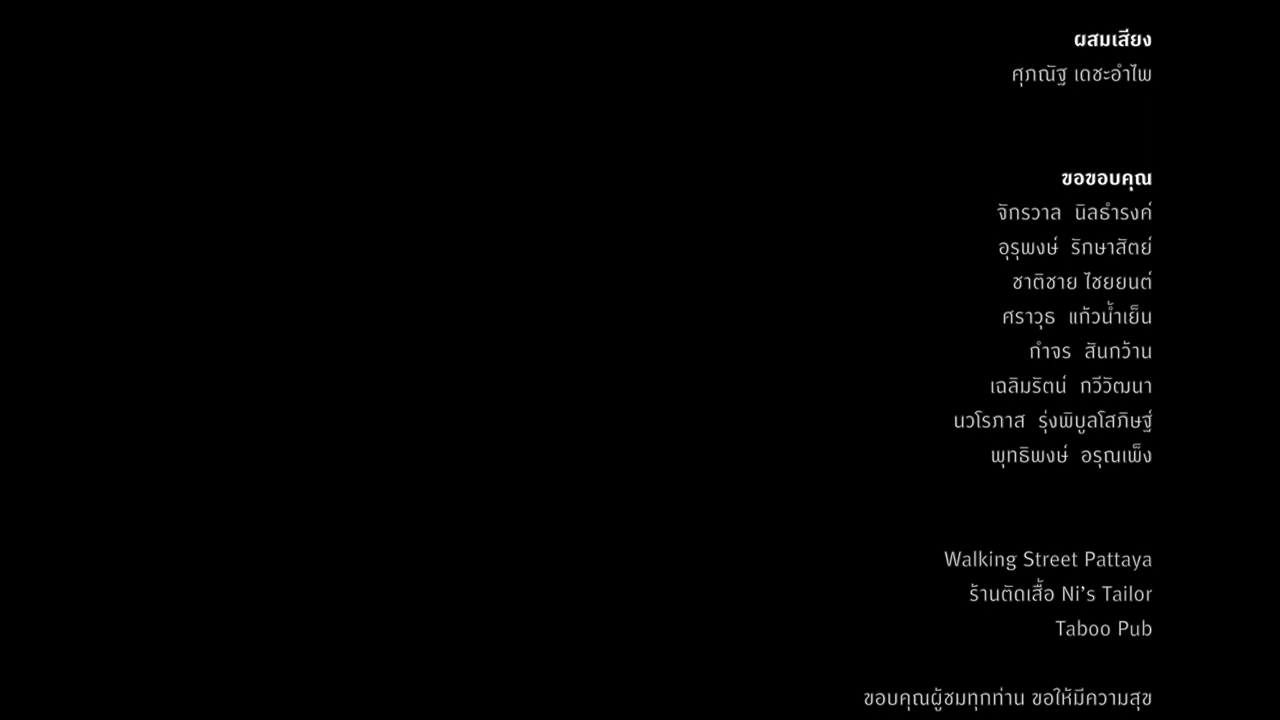 ผสมเสียง
ศุภณัฐ เดชะอำไพ
ขอขอบคุณ
จักรวาล นิลธำรงค์
อุรุพงษ์ รักษาสัตย์
ชาติชาย ไชยยนต์
ศราวุธ แก้วน้ำเย็น
กำจร สันกว้าน
เฉลิมรัตน์ กวีวัฒนา
นวโรภาส รุ่งพิบูลโสภิษฐ์
พุทธิพงษ์ อรุณเพ็ง
Walking Street Pattaya
ร้านตัดเสื้อ Ni’s Tailor
Taboo Pub
ขอบคุณผู้ชมทุกท่าน ขอให้มีความสุข